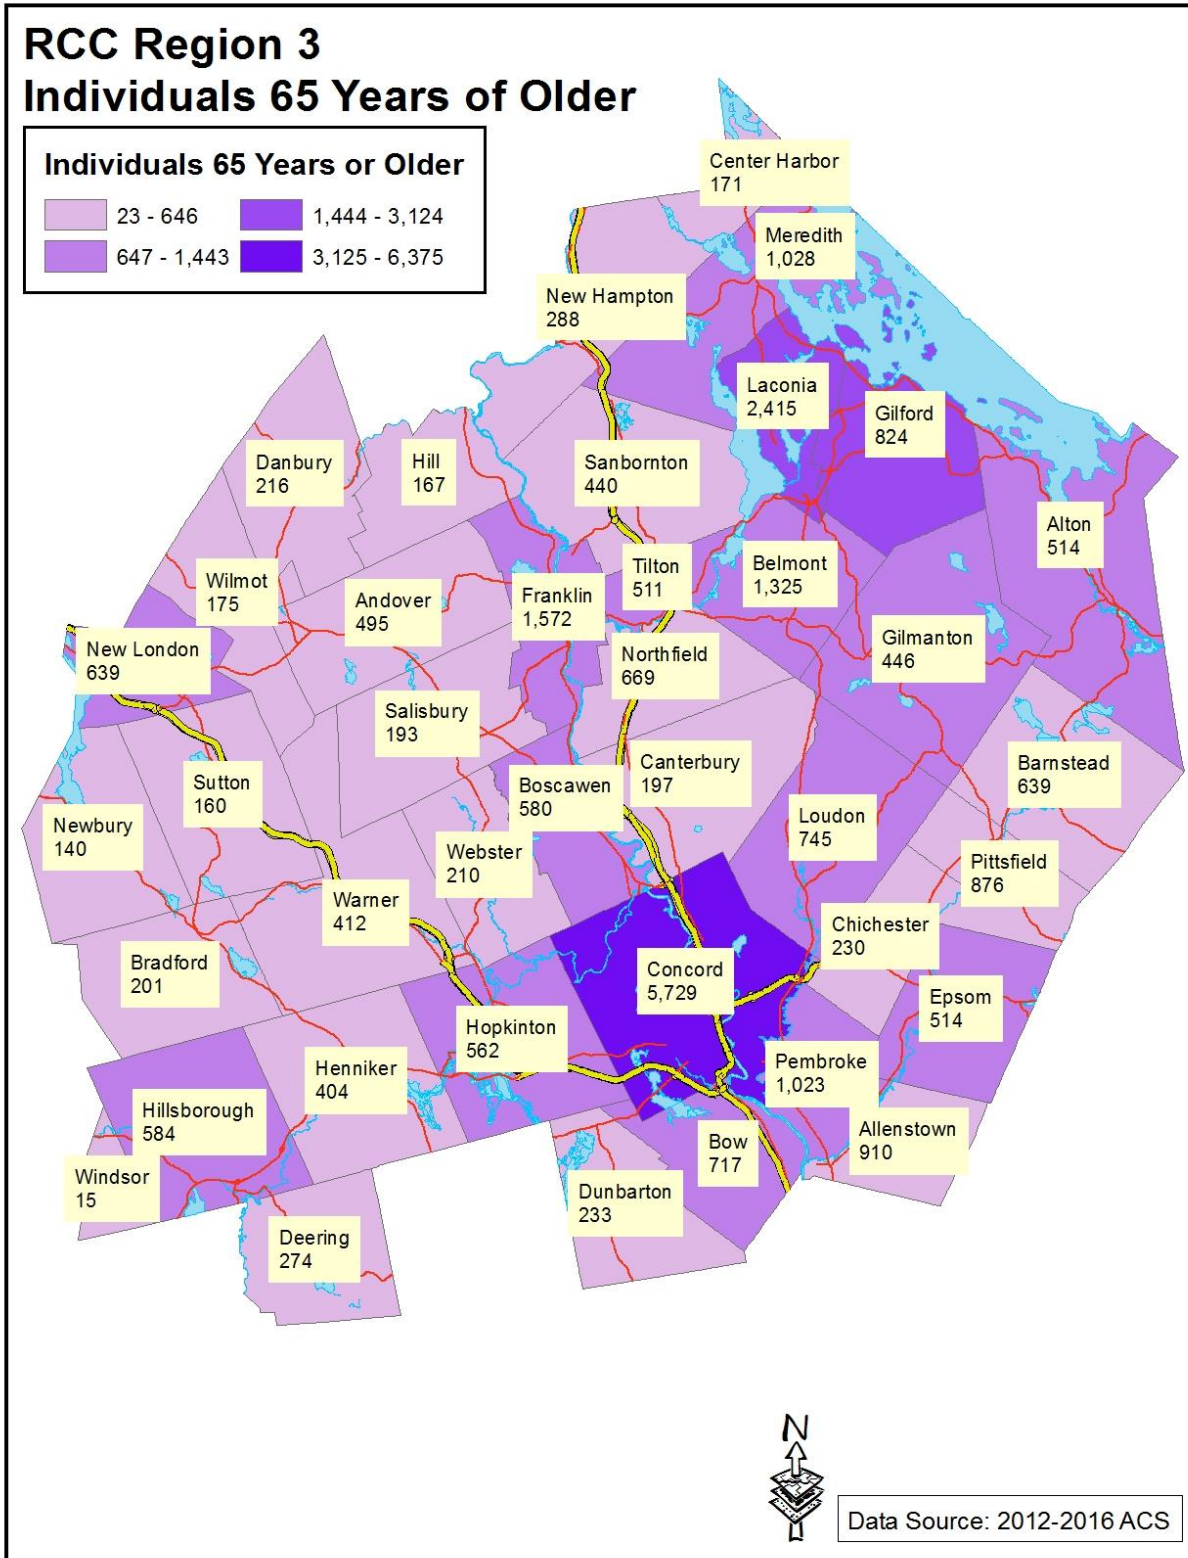 RCC Region 3
Individuals 65 Years of Older
Individuals 65 Years or Older
23 - 646
1,444 - 3,124
647 - 1,443
3,125 - 6,375
Center Harbor
171
Meredith
1,028
New Hampton
288
Laconia
2,415
Gilford
824
Danbury
216
Hill
167
Sanbornton
440
Alton
514
Wilmot
175
Andover
495
Franklin
1,572
Tilton
511
Belmont
1,325
New London
639
Northfield
669
Gilmanton
446
Salisbury
193
Sutton
160
Boscawen
580
Canterbury
197
Barnstead
639
Newbury
140
Loudon
745
Webster
210
Pittsfield
876
Warner
412
Chichester
230
Bradford
201
Concord
5,729
Epsom
514
Hopkinton
562
Henniker
404
Pembroke
1,023
Hillsborough
584
Allenstown
910
Bow
717
Windsor
15
Dunbarton
233
Deering
274
N
Data Source: 2012-2016 ACS